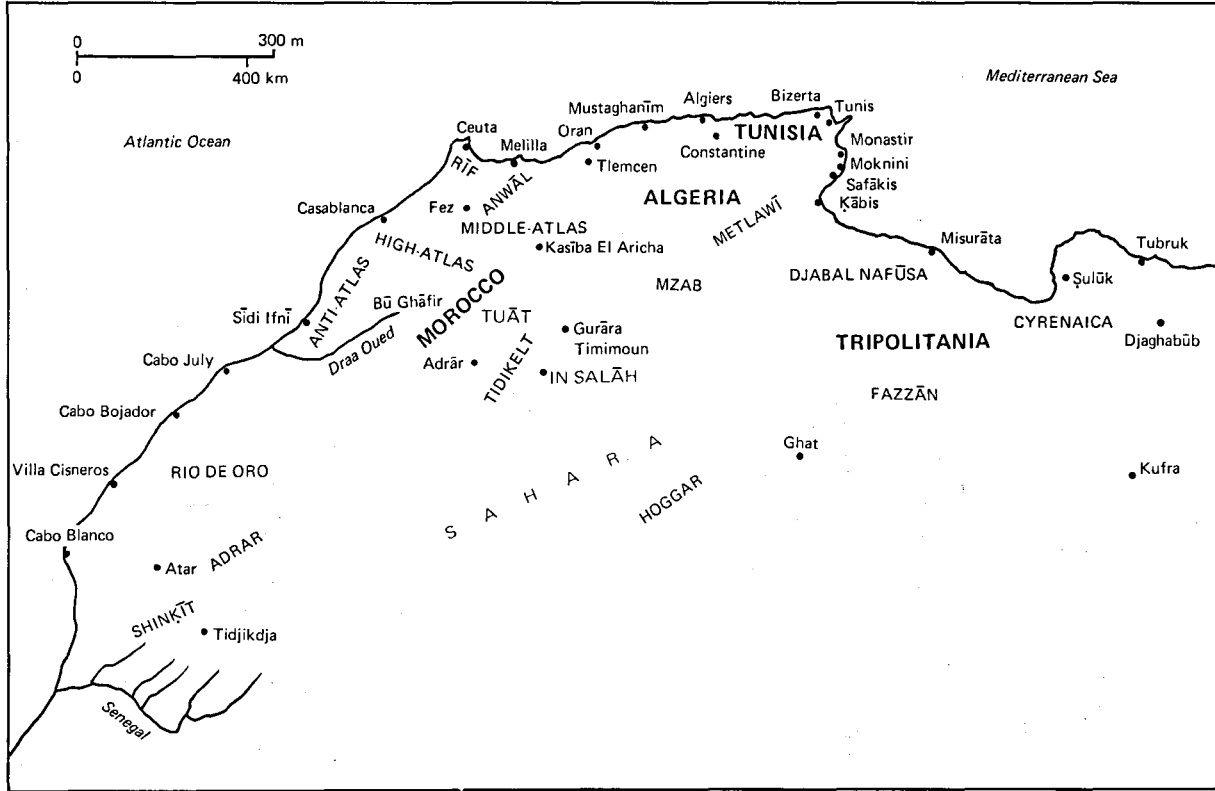 0 300 m
0 400 km
Mediterranean Sea
Atlantic Ocean
Ceuta
Melilla
Oran
Mustaghanīm
Algiers
Bizerta
Tunis
TUNISIA
Constantine
Tlemcen
Monastir
Moknini
Safākis
Ḳābis
RĪF
ANWĀL
ALGERIA
METLAWĪ
Casablanca
Fez
MIDDLE-ATLAS
HIGH-ATLAS
Kasība El Aricha
Misurāta
Tubruk
Ṣulūk
MZAB
DJABAL NAFŪSA
CYRENAICA
Djaghabūb
ANTI-ATLAS
Bū Ghāfir
MOROCCO
TUĀT
Sīdi Ifnī
Draa Oued
Gurāra
Timimoun
TRIPOLITANIA
Cabo July
Adrār
TIDIKELT
IN SALĀH
FAZZĀN
Cabo Bojador
Villa Cisneros
RIO DE ORO
SAHARA
HOGGAR
Ghat
Kufra
Cabo Blanco
Atar
ADRAR
SHINḲĪT
Tidjikdja
Senegal